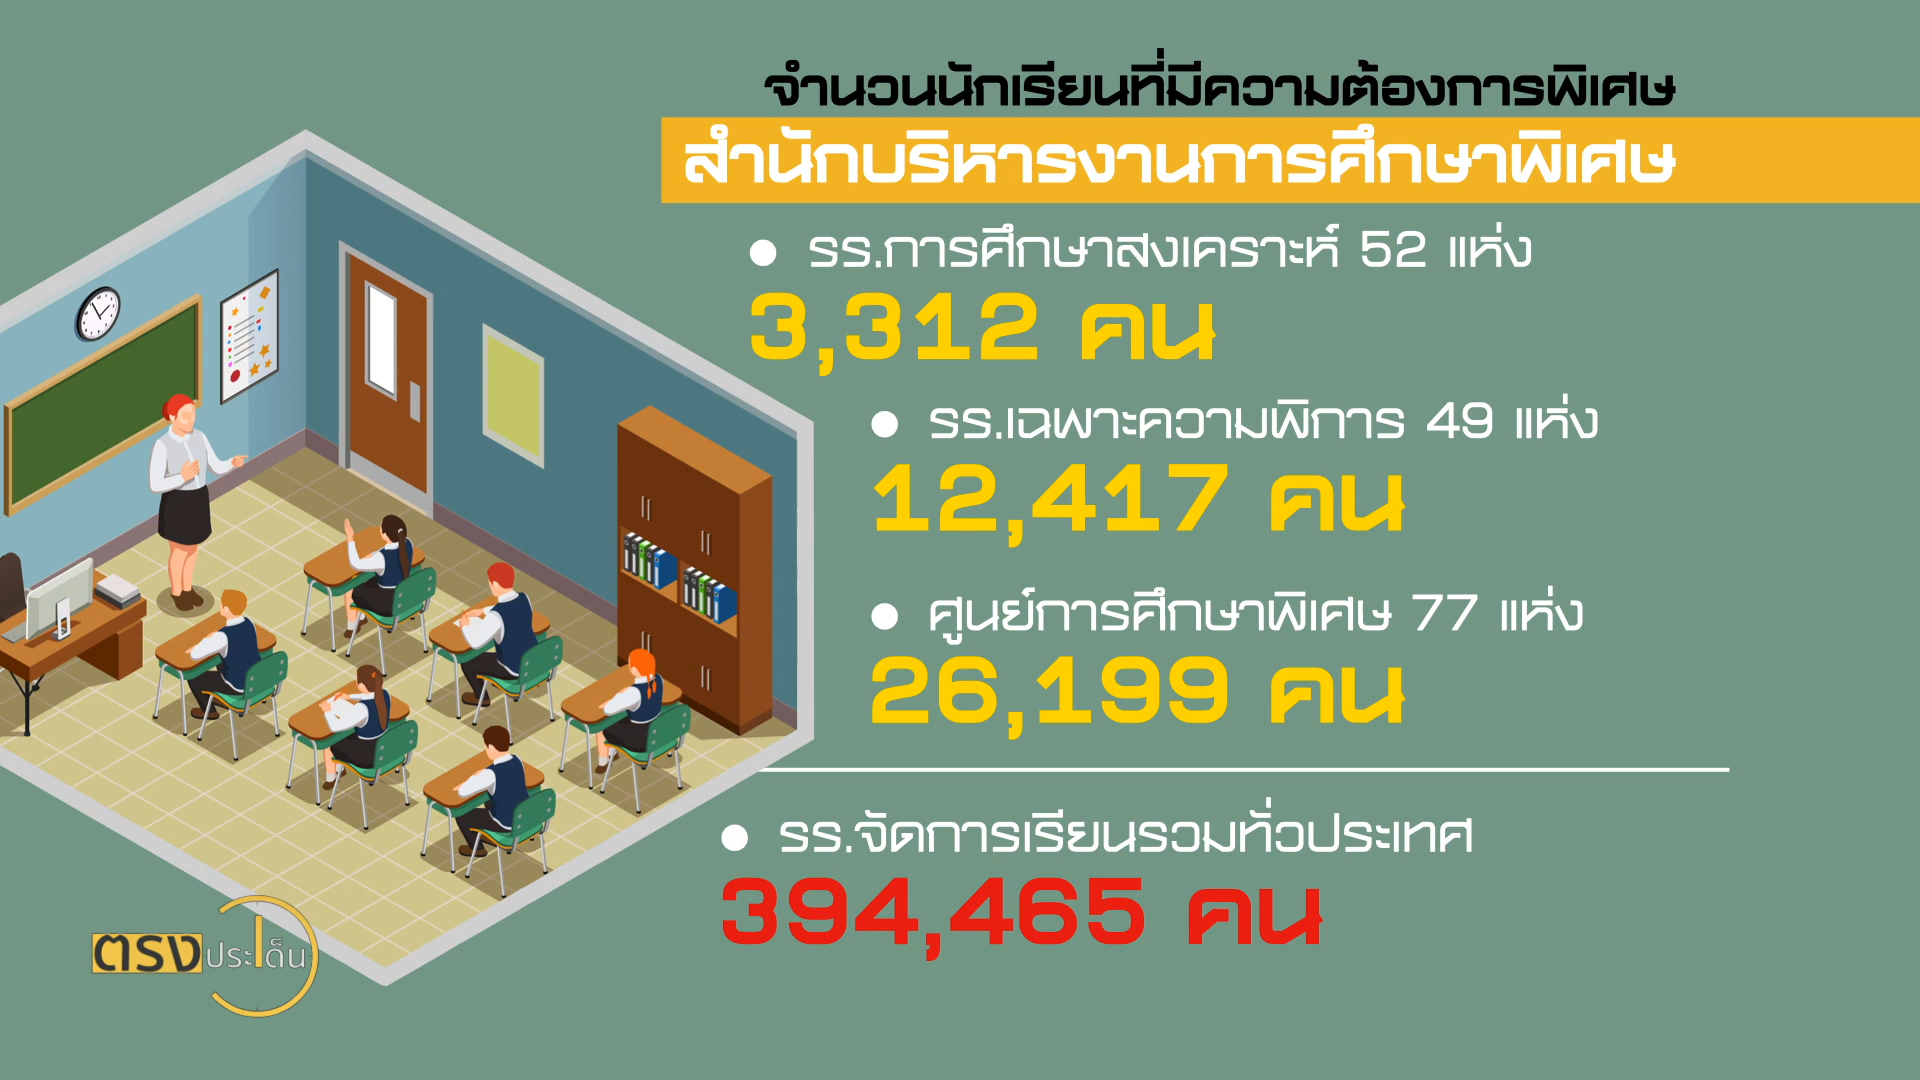 จำนวนนักเรียนที่มีความต้องการพิเศษ
สำนักบริหารงานการศึกษาพิเศษ
• รร.การศึกษาสงเคราะห์ 52 แห่ง
3,312 คน
• รร.เฉพาะความพิการ 49 แห่ง
12,417 คน
• ศูนย์การศึกษาพิเศษ 77 แห่ง
26,199 คน
• รร.จัดการเรียนรวมทั่วประเทศ
394,465 คน
ตรงประเด็น